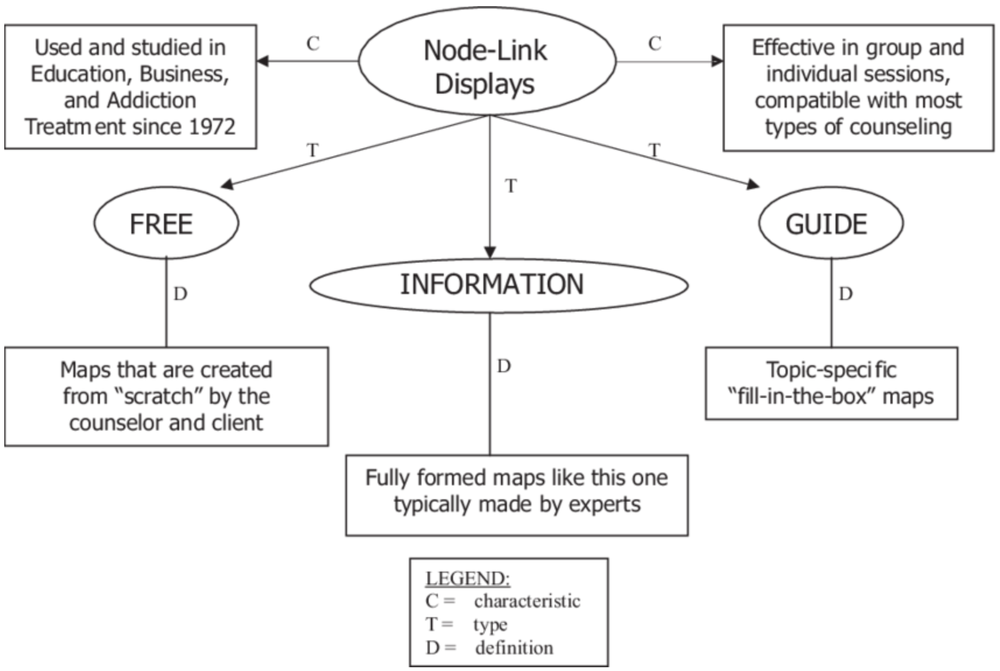 Node-Link
Displays
C
C
Used and studied in
Education, Business,
and Addiction
Treatment since 1972
Effective in group and
individual sessions,
compatible with most
types of counseling
T
T
T
FREE
GUIDE
INFORMATION
D
D
D
Maps that are created
from “scratch” by the
counselor and client
Topic-specific
“fill-in-the-box” maps
Fully formed maps like this one
typically made by experts
LEGEND:
C = characteristic
T = type
D = definition